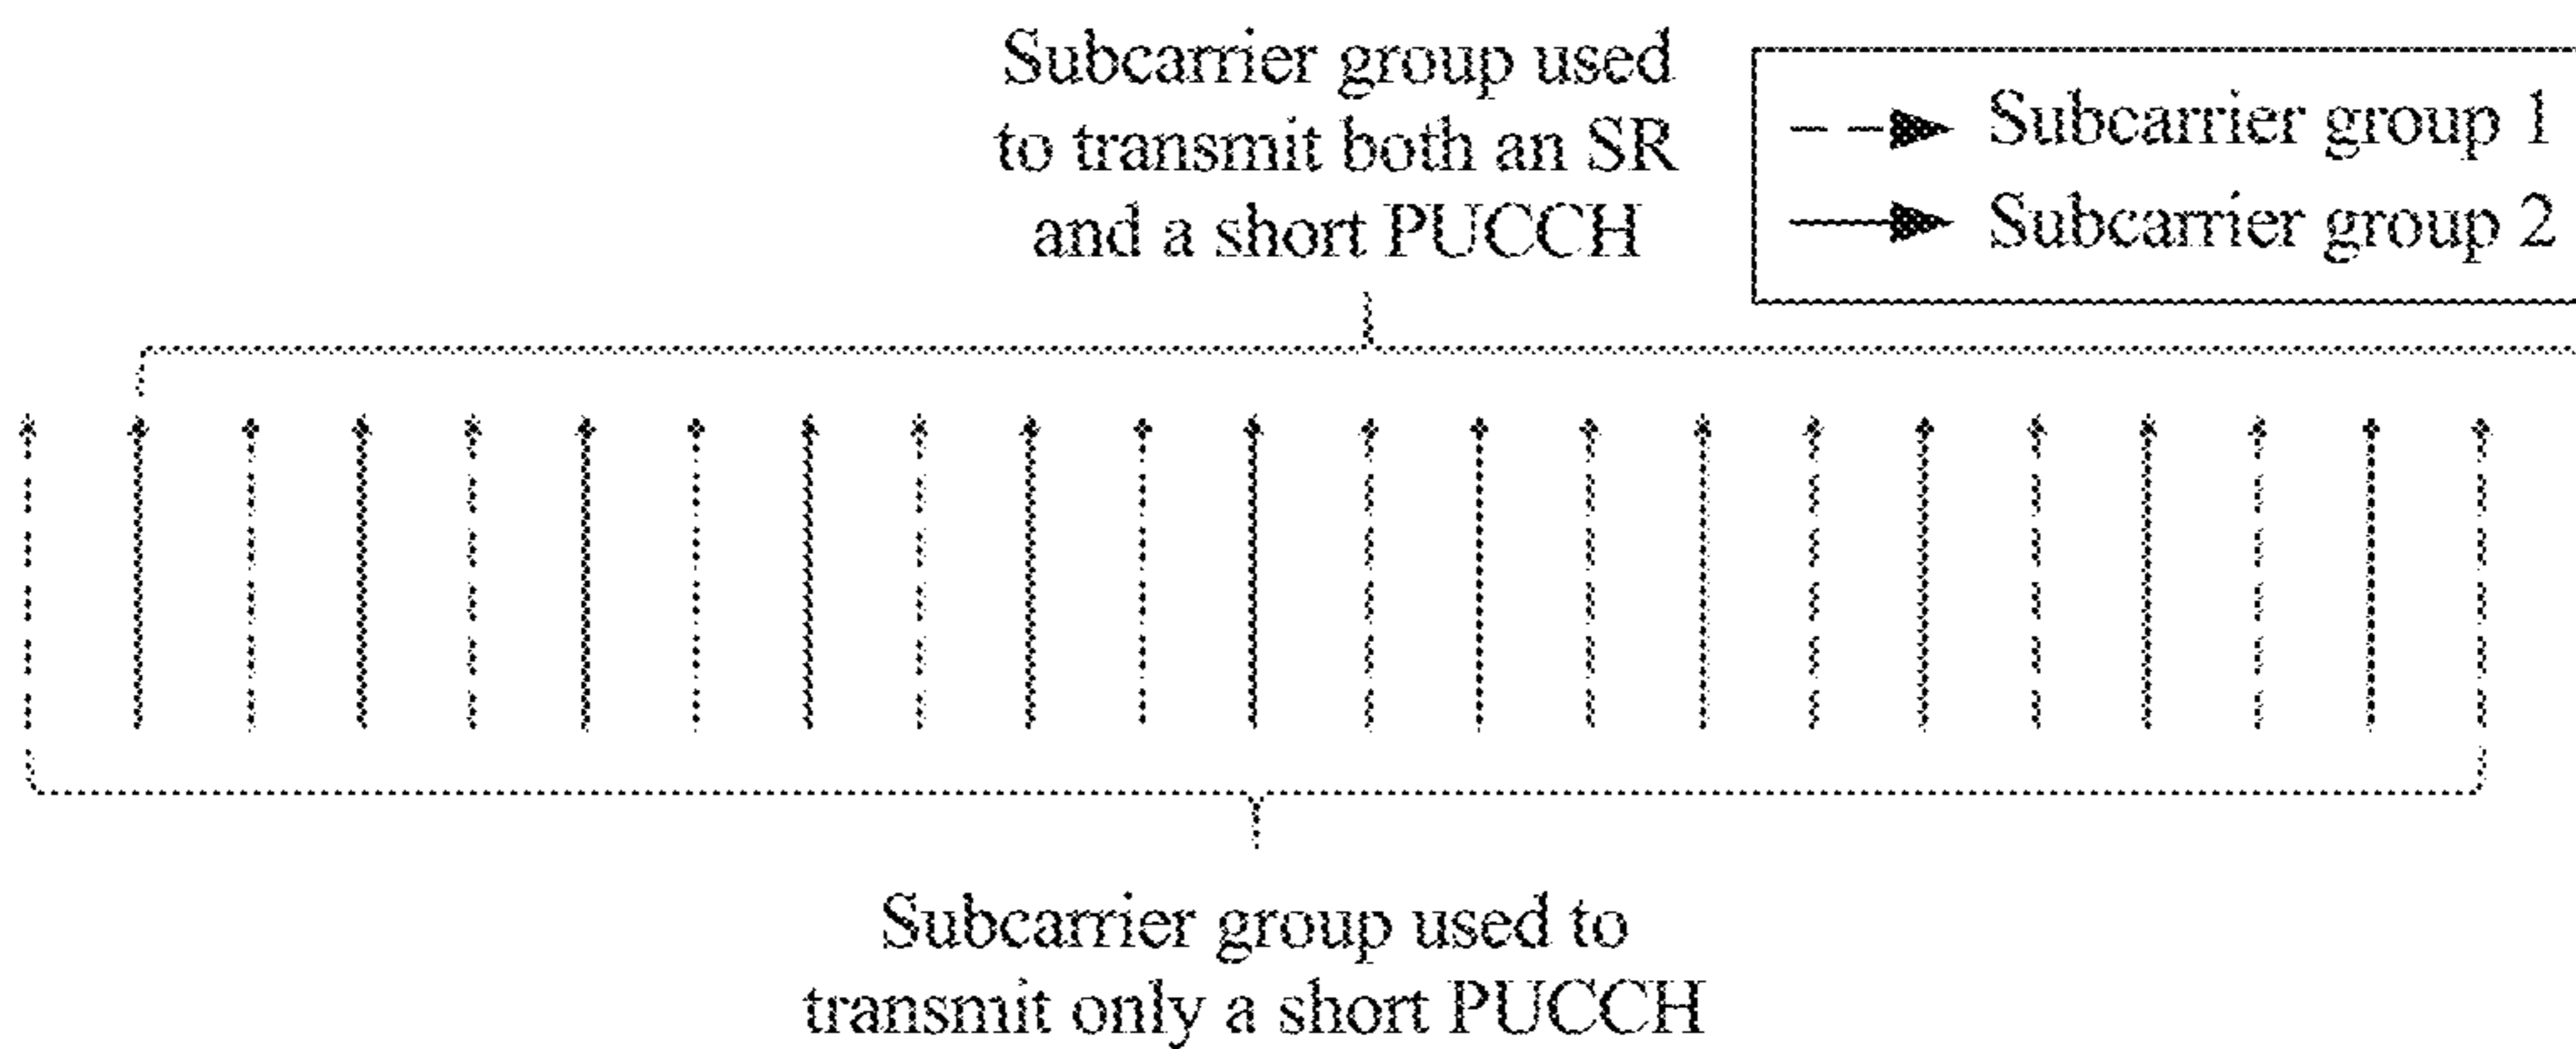 Subcarrier group used
to transmit both an SR
and a short PUCCH
Subcarrier group 1
Subcarrier group 2
Subcarrier group used to
transmit only a short PUCCH